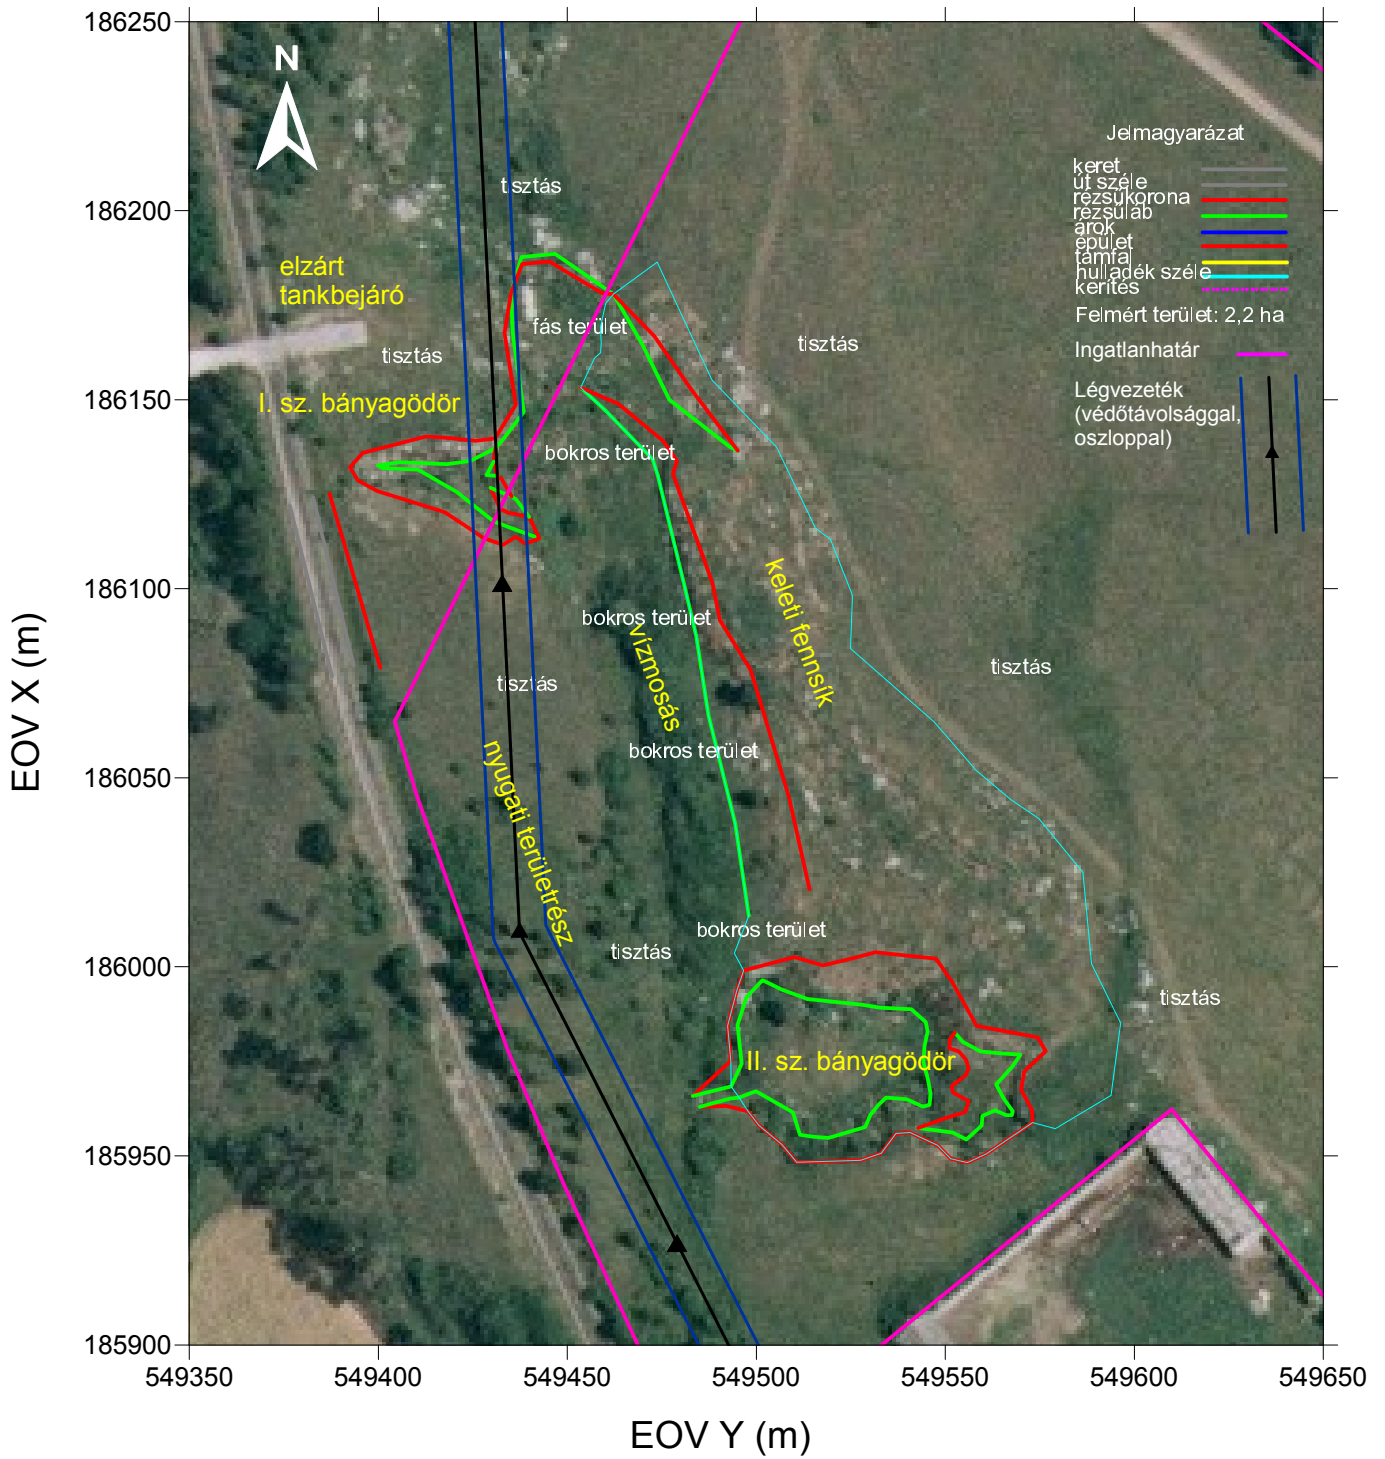 186250
N
Jelmagyarázat
keret
út széle
rézsűkorona
rézsűláb
árok
épület
támfal
hulladék széle
kerítés
Felmért terület: 2,2 ha
Ingatlanhatár
Légvezeték
(védőtávolsággal,
oszloppal)
tisztás
186200
elzárt
tankbejáró
fás terület
tisztás
tisztás
186150
I. sz. bányagödör
bokros terület
186100
keleti fennsík
bokros terület
vízmosás
tisztás
tisztás
EOV X (m)
bokros terület
186050
nyugati területrész
bokros terület
tisztás
186000
tisztás
II. sz. bányagödör
185950
185900
549350
549400
549450
549500
549550
549600
549650
EOV Y (m)